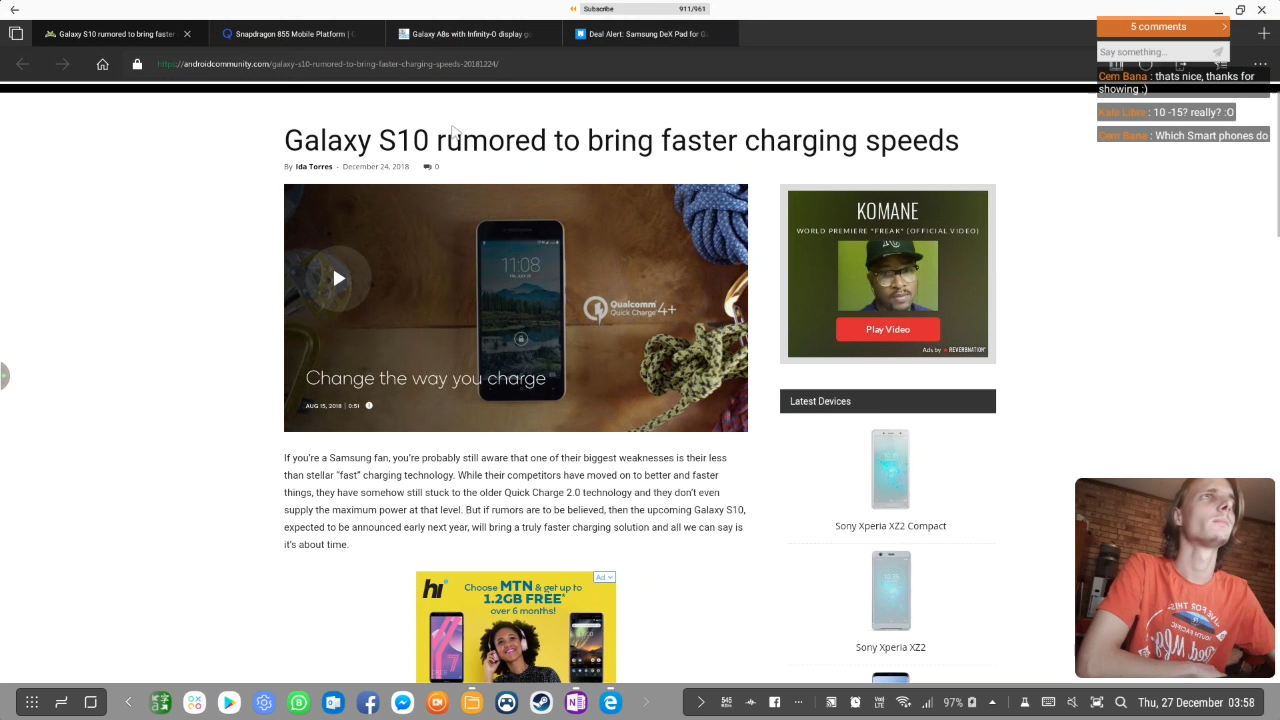 Subscribe 911/961
Galaxy S10 rumored to bring faster
Snapdragon 855 Mobile Platform |
Galaxy A8s with Infinity-O display
Deal Alert: Samsung DeX Pad for
5 comments
Say something...
https://androidcommunity.com/galaxy-s10-rumored-to-bring-faster-charging-speeds-20181224/
Cem Bana : thats nice, thanks for
showing :)
Kale Libre : 10 -15? really? :O
Cem Bana : Which Smart phones do
Galaxy S10 rumored to bring faster charging speeds
By Ida Torres - December 24, 2018 0
11:08
Qualcomm
Quick Charge 4+
Change the way you charge
AUG 15, 2018 | 0:51
KOMANE
WORLD PREMIERE "FREAK" (OFFICIAL VIDEO)
Play Video
Ads by REVERBNATION
Latest Devices
Sony Xperia XZ2 Compact
Sony Xperia XZ2
If you're a Samsung fan, you're probably still aware that one of their biggest weaknesses is their less
than stellar “fast” charging technology. While their competitors have moved on to better and faster
things, they have somehow still stuck to the older Quick Charge 2.0 technology and they don't even
supply the maximum power at that level. But if rumors are to be believed, then the upcoming Galaxy S10,
expected to be announced early next year, will bring a truly faster charging solution and all we can say is
it's about time.
Ad
hi
Choose MTN & get up to
1.2GB FREE*
over 6 months!
97%
Thu, 27 December 03:58